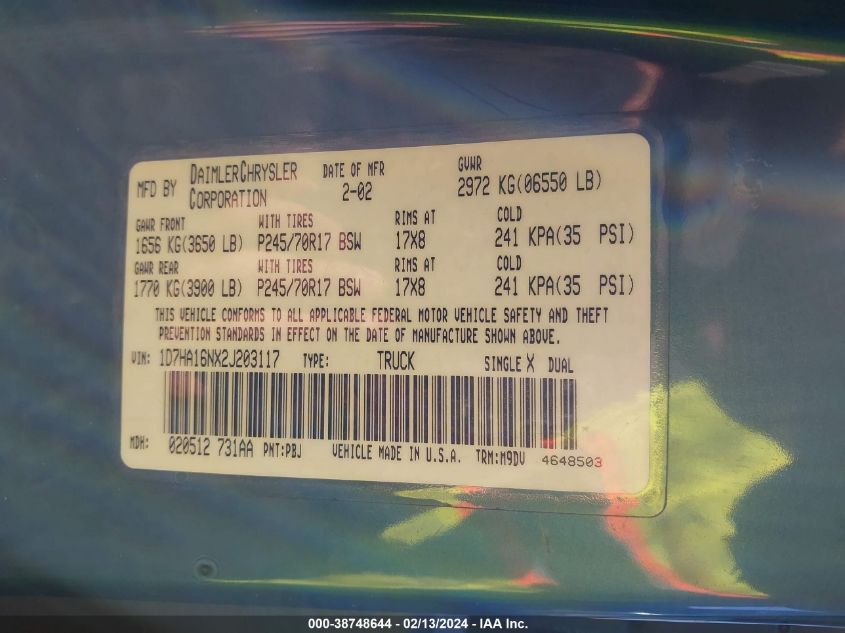 MFD BY DAIMLERCHRYSLER CORPORATION DATE OF MFR 2-02 GVWR 2972 KG(06550 LB)
GAWR FRONT WITH TIRES RIMS AT COLD
1656 KG(3650 LB) P245/70R17 BSW 17X8 241 KPA(35 PSI)
GAWR REAR WITH TIRES RIMS AT COLD
1770 KG(3900 LB) P245/70R17 BSW 17X8 241 KPA(35 PSI)
THIS VEHICLE CONFORMS TO ALL APPLICABLE FEDERAL MOTOR VEHICLE SAFETY AND THEFT
PREVENTION STANDARDS IN EFFECT ON THE DATE OF MANUFACTURE SHOWN ABOVE.
VIN: 1D7HA16NX2J203117 TYPE: TRUCK SINGLE X DUAL
MDH: 020512 731AA PNT:PBJ VEHICLE MADE IN U.S.A. TRM:M9DV 4648503
000-38748644 - 02/13/2024 - IAA Inc.